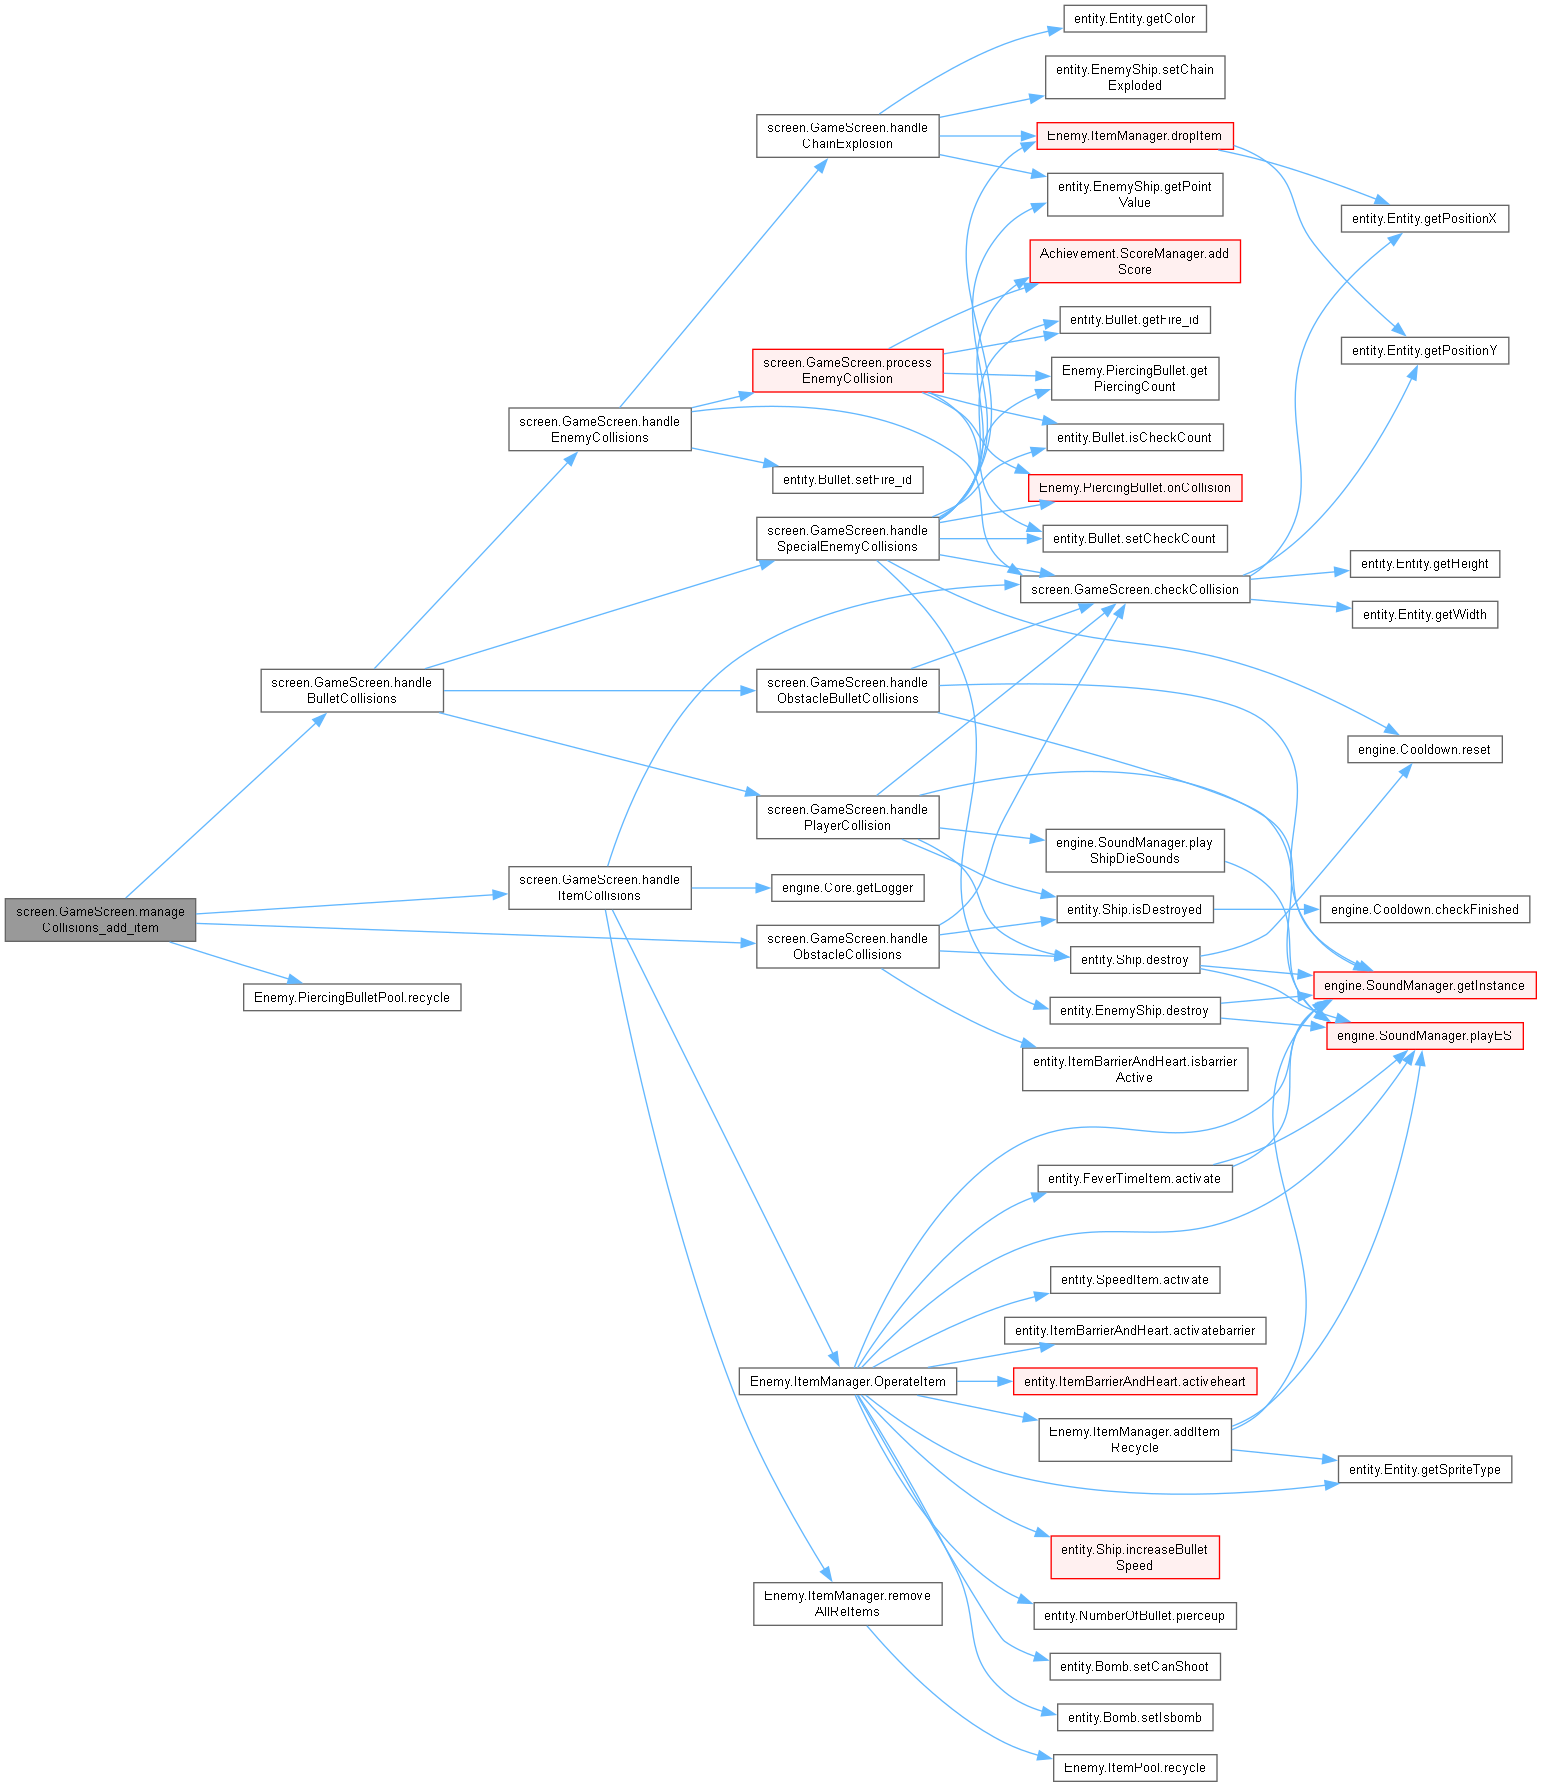 entity.Entity.getColor
entity.EnemyShip.setChain
Exploded
screen.GameScreen.handle
ChainExplosion
Enemy.ItemManager.dropItem
entity.EnemyShip.getPoint
Value
entity.Entity.getPositionX
Achievement.ScoreManager.add
Score
entity.Bullet.getFire_id
entity.Entity.getPositionY
screen.GameScreen.process
EnemyCollision
Enemy.PiercingBullet.get
PiercingCount
screen.GameScreen.handle
EnemyCollisions
entity.Bullet.isCheckCount
entity.Bullet.setFire_id
Enemy.PiercingBullet.onCollision
screen.GameScreen.handle
SpecialEnemyCollisions
entity.Bullet.setCheckCount
entity.Entity.getHeight
screen.GameScreen.checkCollision
entity.Entity.getWidth
screen.GameScreen.handle
BulletCollisions
screen.GameScreen.handle
ObstacleBulletCollisions
engine.Cooldown.reset
screen.GameScreen.handle
PlayerCollision
engine.SoundManager.play
ShipDieSounds
screen.GameScreen.handle
ItemCollisions
engine.Core.getLogger
entity.Ship.isDestroyed
engine.Cooldown.checkFinished
screen.GameScreen.manage
Collisions_add_item
screen.GameScreen.handle
ObstacleCollisions
entity.Ship.destroy
engine.SoundManager.getInstance
Enemy.PiercingBulletPool.recycle
entity.EnemyShip.destroy
engine.SoundManager.playES
entity.ItemBarrierAndHeart.isbarrier
Active
entity.FeverTimeItem.activate
entity.SpeedItem.activate
entity.ItemBarrierAndHeart.activatebarrier
Enemy.ItemManager.OperateItem
entity.ItemBarrierAndHeart.activeheart
Enemy.ItemManager.addItem
Recycle
entity.Entity.getSpriteType
entity.Ship.increaseBullet
Speed
Enemy.ItemManager.remove
AllReItems
entity.NumberOfBullet.pierceup
entity.Bomb.setCanShoot
entity.Bomb.setIsbomb
Enemy.ItemPool.recycle